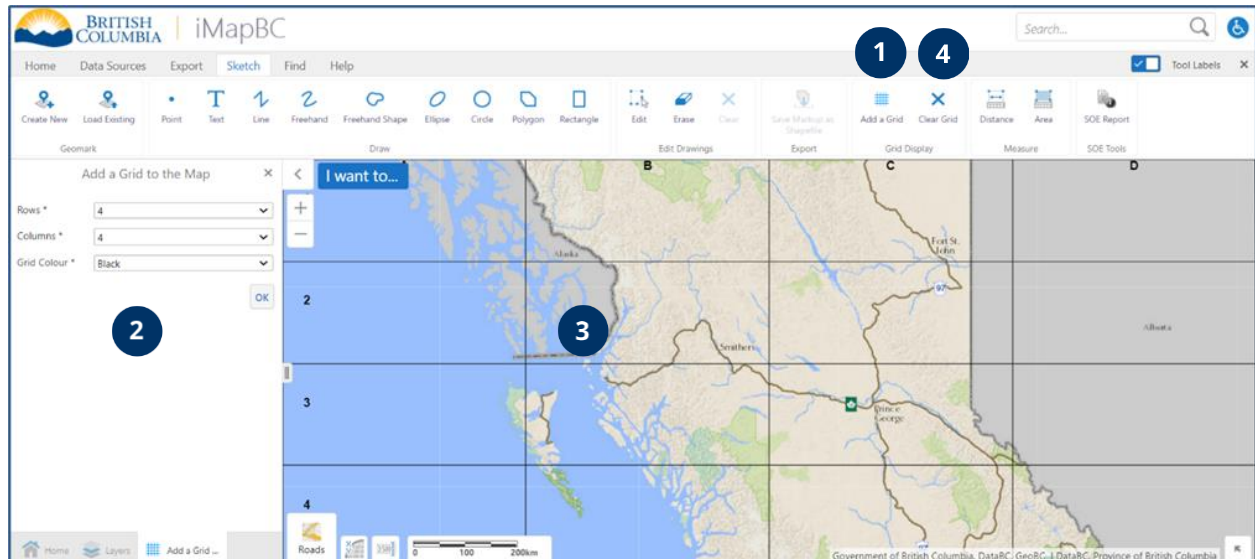 BRITISH
COLUMBIA
iMapBC
Search...
1
4
Home Data Sources Export Sketch Find Help
Tool Labels
Create New Load Existing Point Text Line Freehand Freehand Shape Ellipse Circle Polygon Rectangle Edit Erase Clear Save Markup as Add a Grid Clear Grid Distance Area SOE Report
Shapefile
Geomark Draw Edit Drawings Export Grid Display Measure SOE Tools
Add a Grid to the Map
I want to...
B C D
Rows * 4
Columns * 4
Grid Colour * Black
OK
2
Alaska
Fort St.
John
97
2
3
Smithers
Alberta
3
Prince
George
4
Roads
0 100 200km
Home Layers Add a Grid ...
Government of British Columbia, DataBC, GeoBC | DataBC, Province of British Columbia